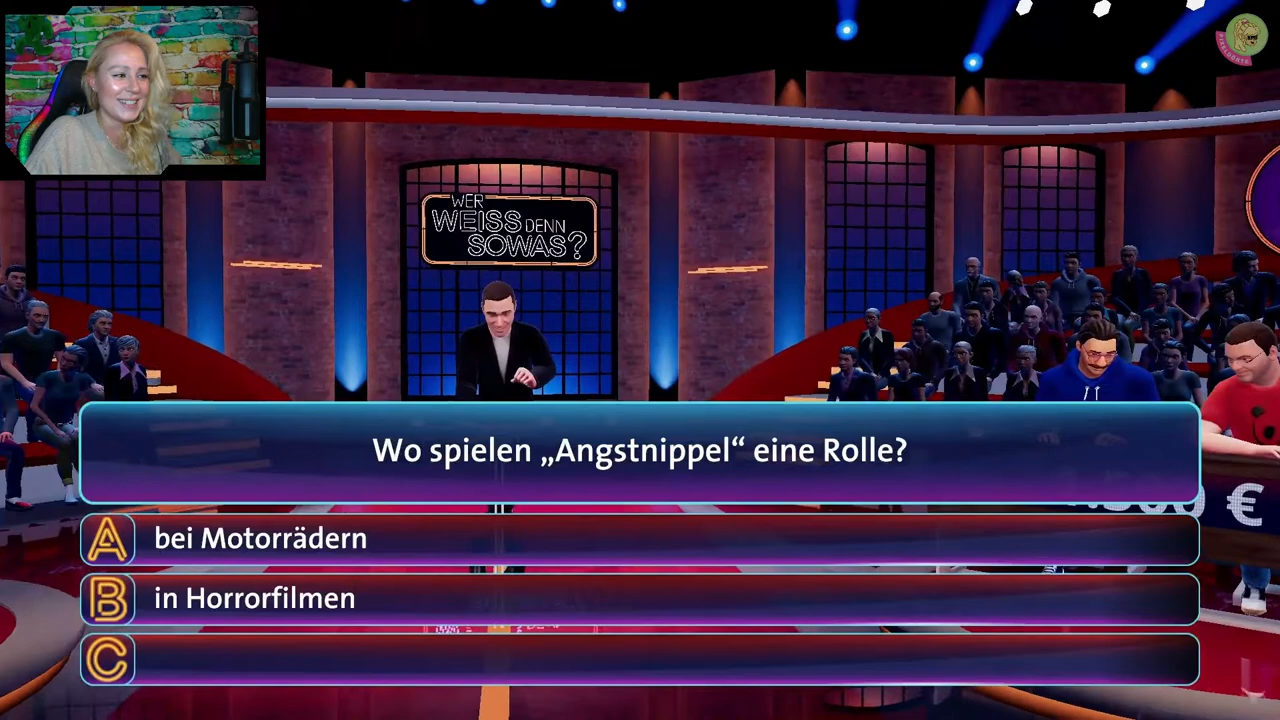 WER
WEISS DENN
SOWAS?
Wo spielen „Angstnippel“ eine Rolle?
€
A bei Motorrädern
B in Horrorfilmen
C